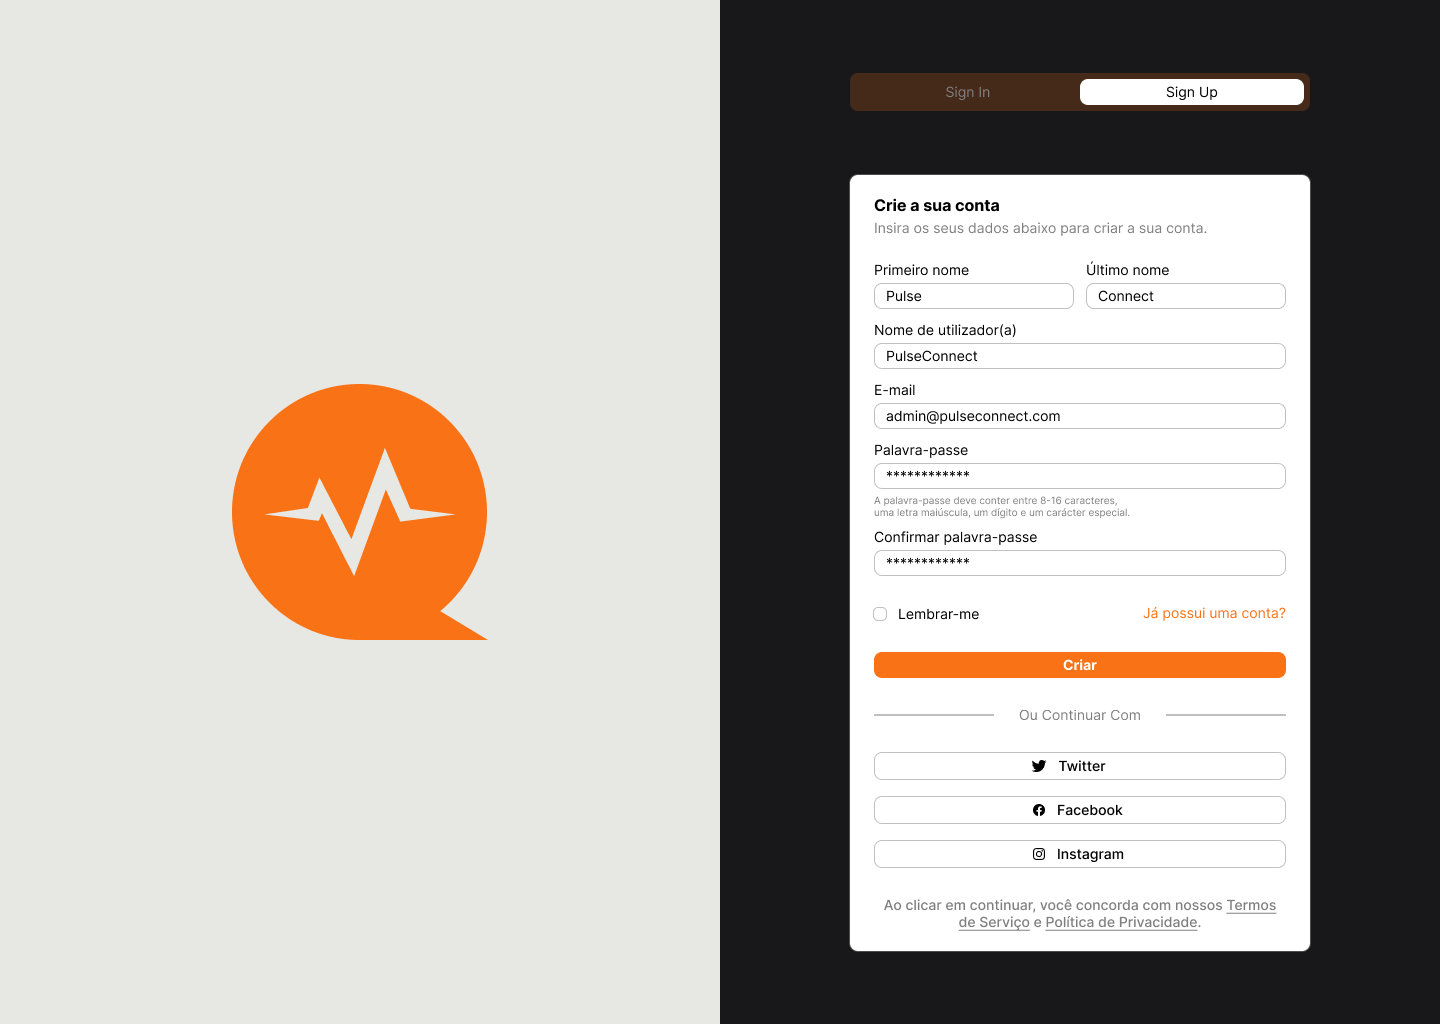 Sign In
Sign Up
Crie a sua conta
Insira os seus dados abaixo para criar a sua conta.
Primeiro nome
Último nome
Pulse
Connect
Nome de utilizador(a)
PulseConnect
E-mail
admin@pulseconnect.com
Palavra-passe
************
A palavra-passe deve conter entre 8-16 caracteres,
uma letra maiúscula, um dígito e um carácter especial.
Confirmar palavra-passe
************
Lembrar-me
Já possui uma conta?
Criar
Ou Continuar Com
Twitter
Facebook
Instagram
Ao clicar em continuar, você concorda com nossos Termos
de Serviço e Política de Privacidade.